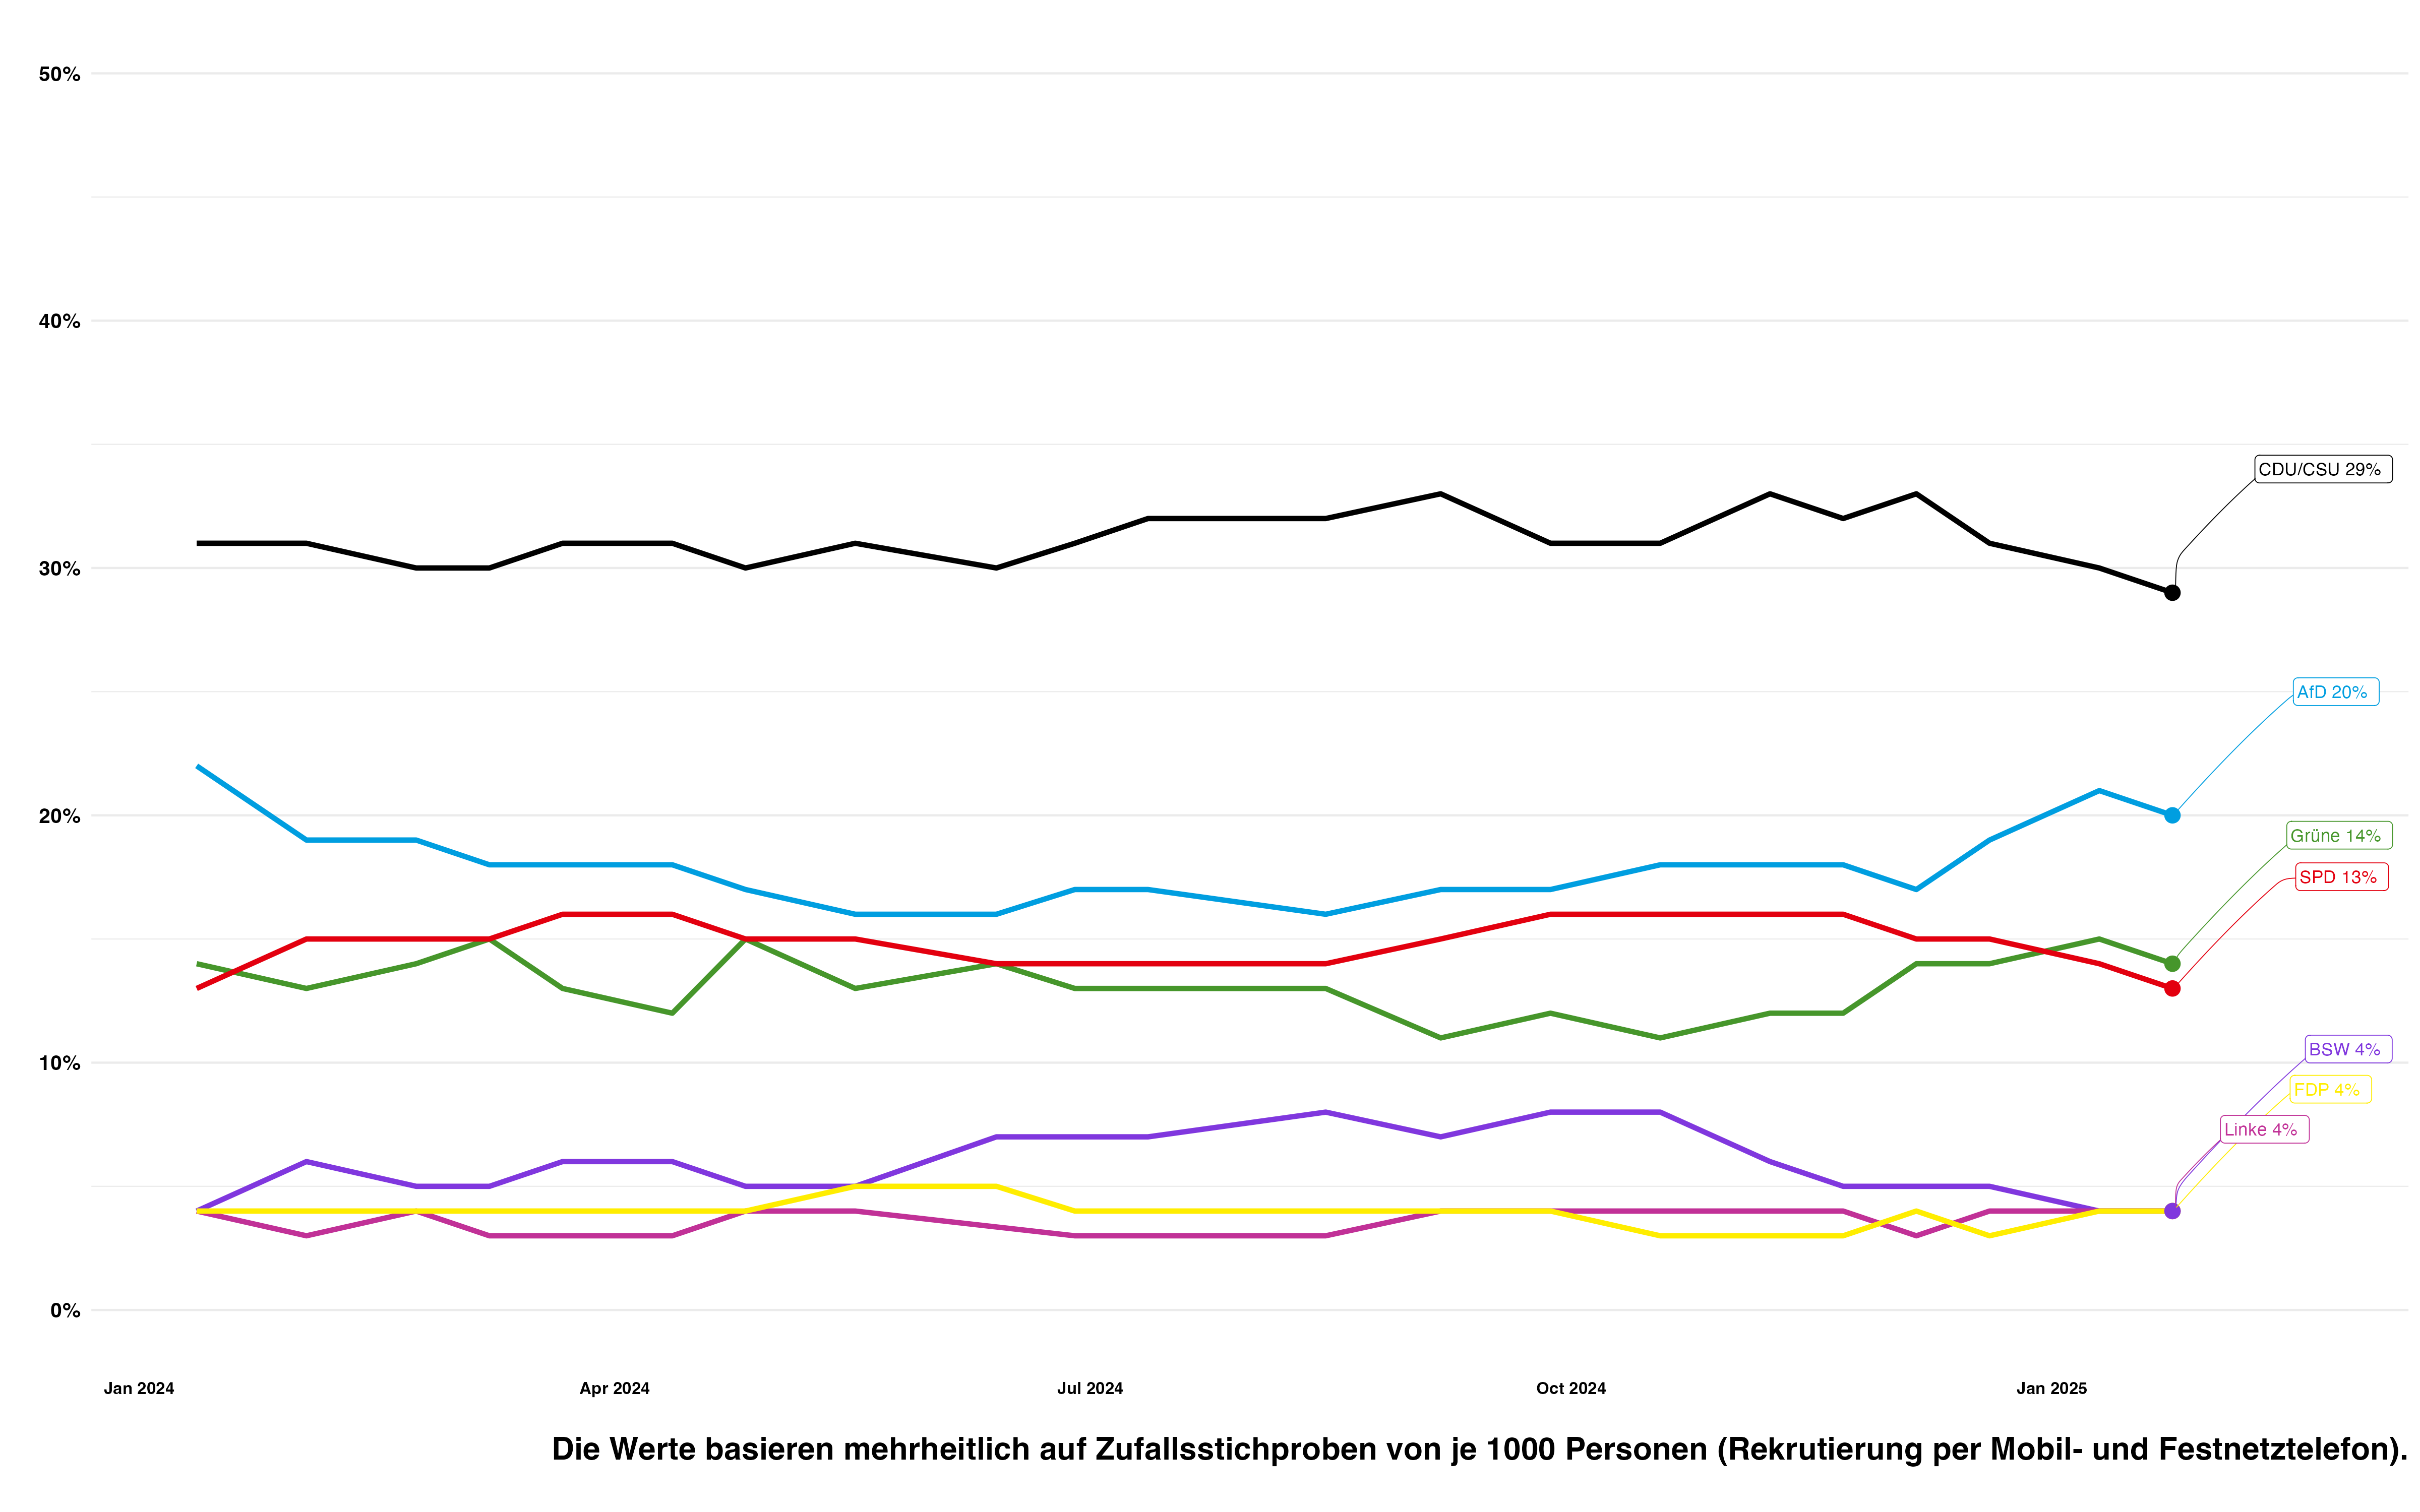 50%
40%
CDU/CSU 29%
30%
AfD 20%
20%
Grüne 14%
SPD 13%
BSW 4%
10%
FDP 4%
Linke 4%
0%
Jan 2024 Apr 2024 Jul 2024 Oct 2024 Jan 2025
Die Werte basieren mehrheitlich auf Zufallsstichproben von je 1000 Personen (Rekrutierung per Mobil- und Festnetztelefon).